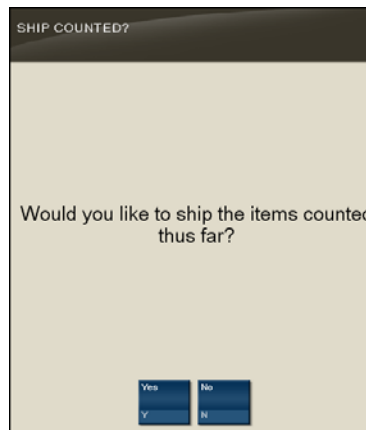 SHIP COUNTED?
Would you like to ship the items counted
thus far?
Yes No
Y N